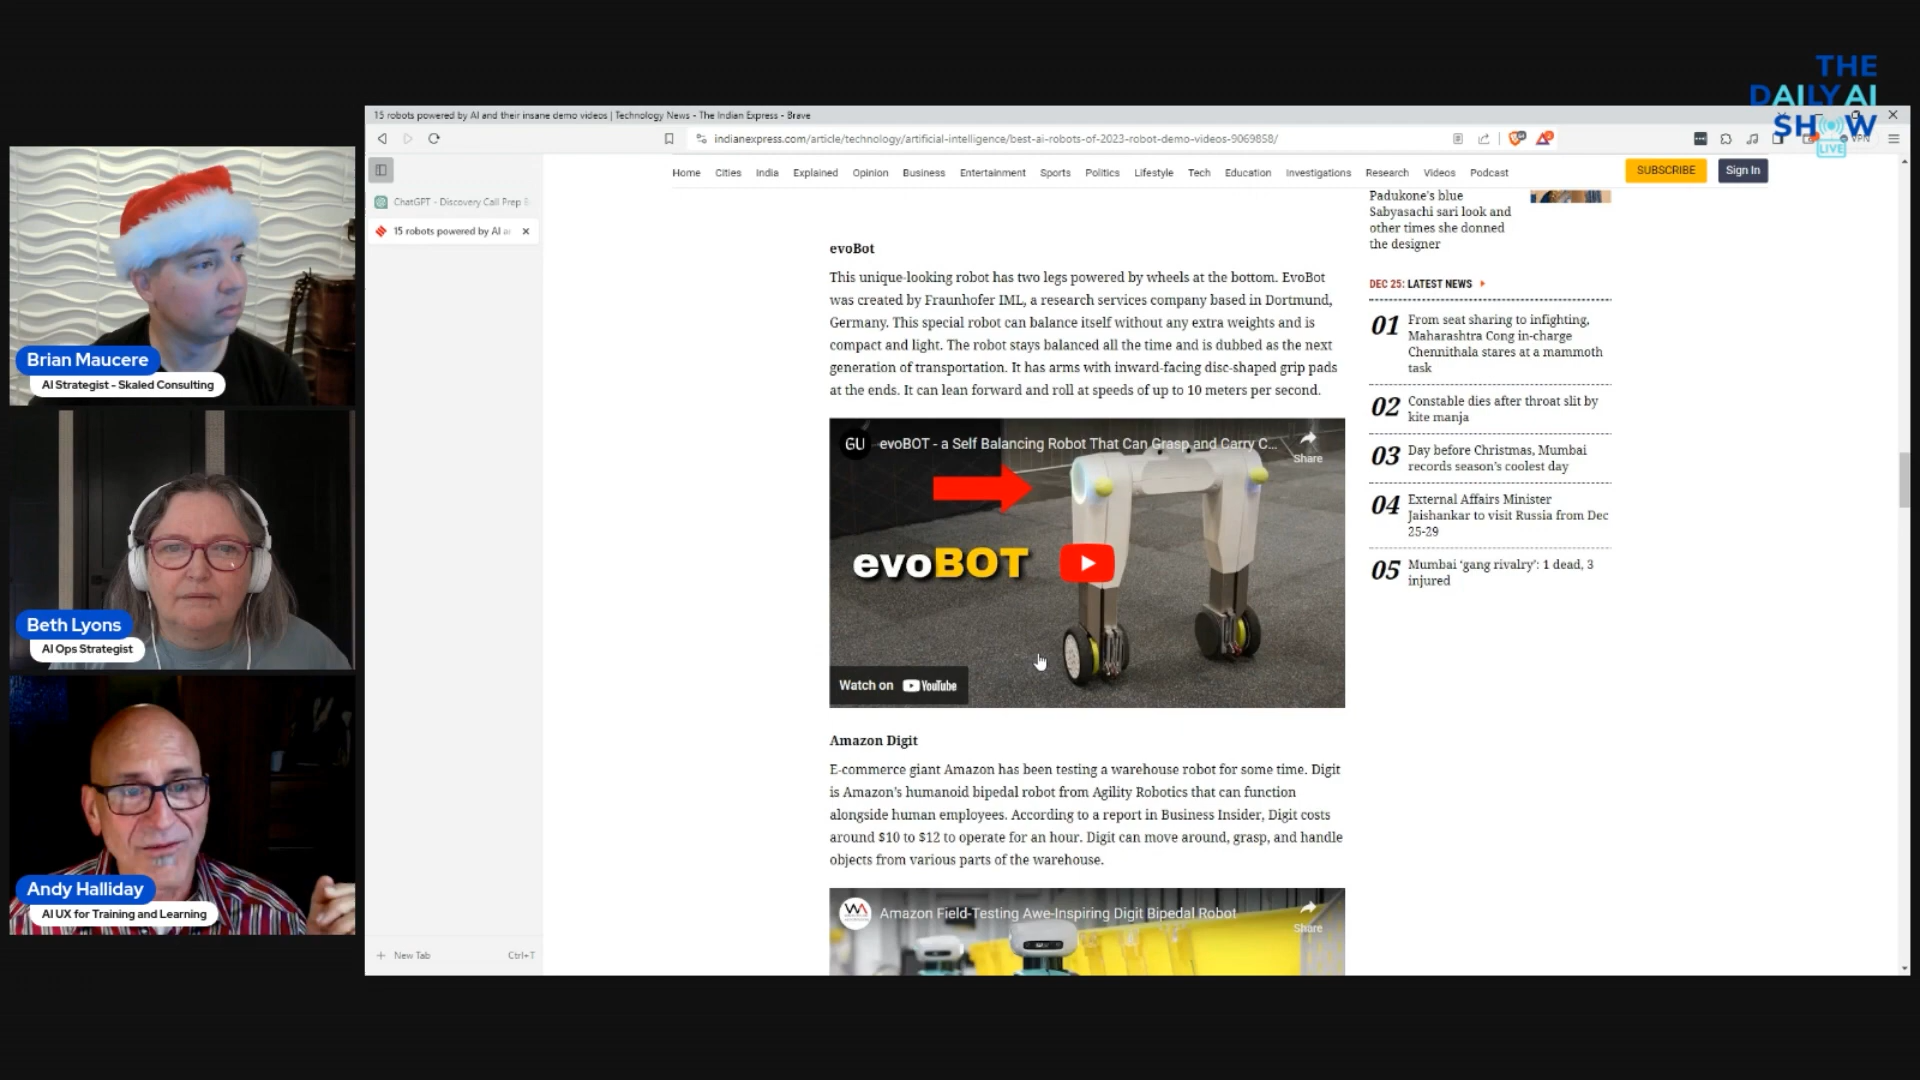 THE
DAILY AI
SHOW
LIVE
Brian Maucere
AI Strategist - Skaled Consulting
Beth Lyons
AI Ops Strategist
Andy Halliday
AI UX for Training and Learning
15 robots powered by AI and their insane demo videos | Technology News - The Indian Express - Brave
indianexpress.com/article/technology/artificial-intelligence/best-ai-robots-of-2023-robot-demo-videos-9069858/
VPN
ChatGPT - Discovery Call Prep
15 robots powered by AI
New Tab
Ctrl+T
Home Cities India Explained Opinion Business Entertainment Sports Politics Lifestyle Tech Education Investigations Research Videos Podcast
SUBSCRIBE
Sign In
evoBot
This unique-looking robot has two legs powered by wheels at the bottom. EvoBot
was created by Fraunhofer IML, a research services company based in Dortmund,
Germany. This special robot can balance itself without any extra weights and is
compact and light. The robot stays balanced all the time and is dubbed as the next
generation of transportation. It has arms with inward-facing disc-shaped grip pads
at the ends. It can lean forward and roll at speeds of up to 10 meters per second.
GU
evoBOT - a Self Balancing Robot That Can Grasp and Carry C...
Share
evoBOT
Watch on YouTube
Amazon Digit
E-commerce giant Amazon has been testing a warehouse robot for some time. Digit
is Amazon's humanoid bipedal robot from Agility Robotics that can function
alongside human employees. According to a report in Business Insider, Digit costs
around $10 to $12 to operate for an hour. Digit can move around, grasp, and handle
objects from various parts of the warehouse.
Amazon Field-Testing Awe-Inspiring Digit Bipedal Robot
Share
Padukone's blue
Sabyasachi sari look and
other times she donned
the designer
DEC 25: LATEST NEWS
01
From seat sharing to infighting,
Maharashtra Cong in-charge
Chennithala stares at a mammoth
task
02
Constable dies after throat slit by
kite manja
03
Day before Christmas, Mumbai
records season's coolest day
04
External Affairs Minister
Jaishankar to visit Russia from Dec
25-29
05
Mumbai ‘gang rivalry’: 1 dead, 3
injured